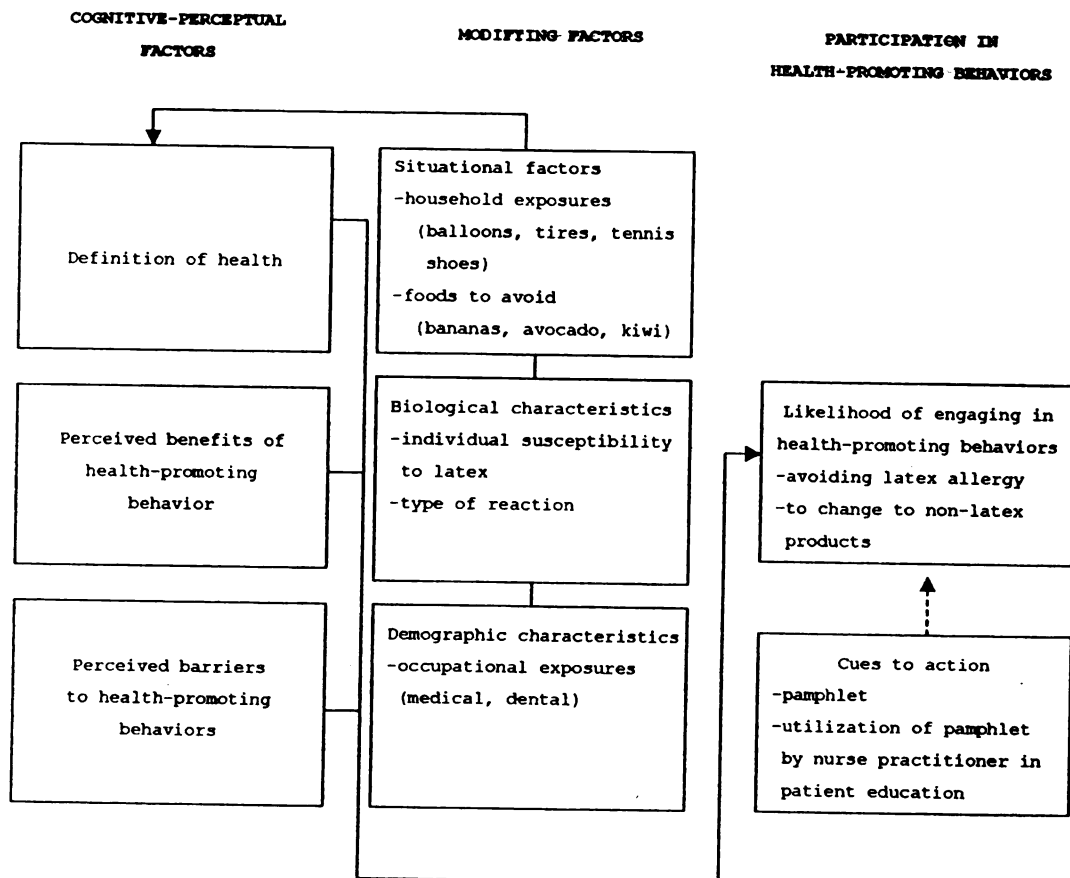 COGNITIVE-PERCEPTUAL
FACTORS
MODIFTING FACTORS
PARTICIPATION IN
HEALTH-PROMOTING BEHAVIORS
Definition of health
Perceived benefits of
health-promoting
behavior
Perceived barriers
to health-promoting
behaviors
Situational factors
-household exposures
(balloons, tires, tennis
shoes)
-foods to avoid
(bananas, avocado, kiwi)
Biological characteristics
-individual susceptibility
to latex
-type of reaction
Demographic characteristics
-occupational exposures
(medical, dental)
Likelihood of engaging in
health-promoting behaviors
-avoiding latex allergy
-to change to non-latex
products
Cues to action
-pamphlet
-utilization of pamphlet
by nurse practitioner in
patient education